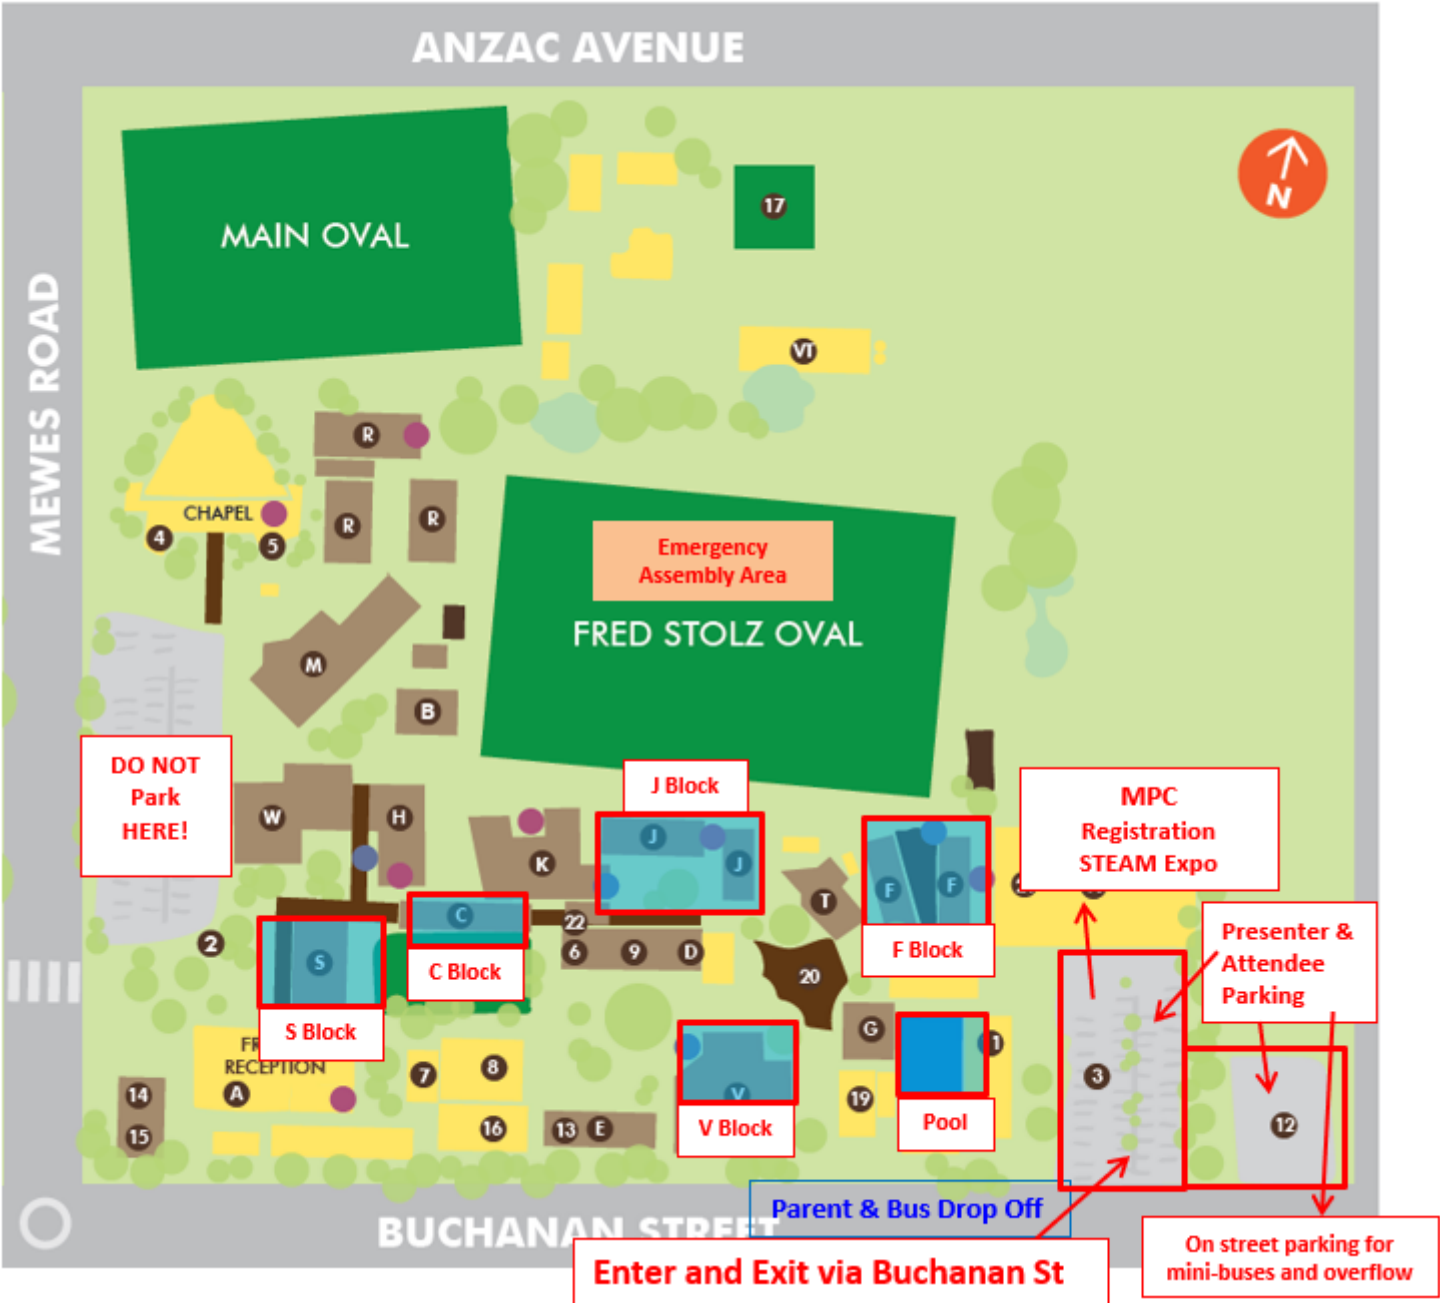 ANZAC AVENUE
N
MAIN OVAL
17
MEWES ROAD
VT
R
CHAPEL
4
5
R
R
Emergency
Assembly Area
FRED STOLZ OVAL
M
B
DO NOT
Park
HERE!
J Block
MPC
Registration
STEAM Expo
W
H
K
J
J
T
F
F
C
22
6
9
D
2
S
C Block
F Block
20
Presenter &
Attendee
Parking
S Block
G
1
RECEPTION
A
7
8
3
14
15
16
13
E
V
V Block
19
Pool
12
Parent & Bus Drop Off
BUCHANAN STREET
Enter and Exit via Buchanan St
On street parking for
mini-buses and overflow